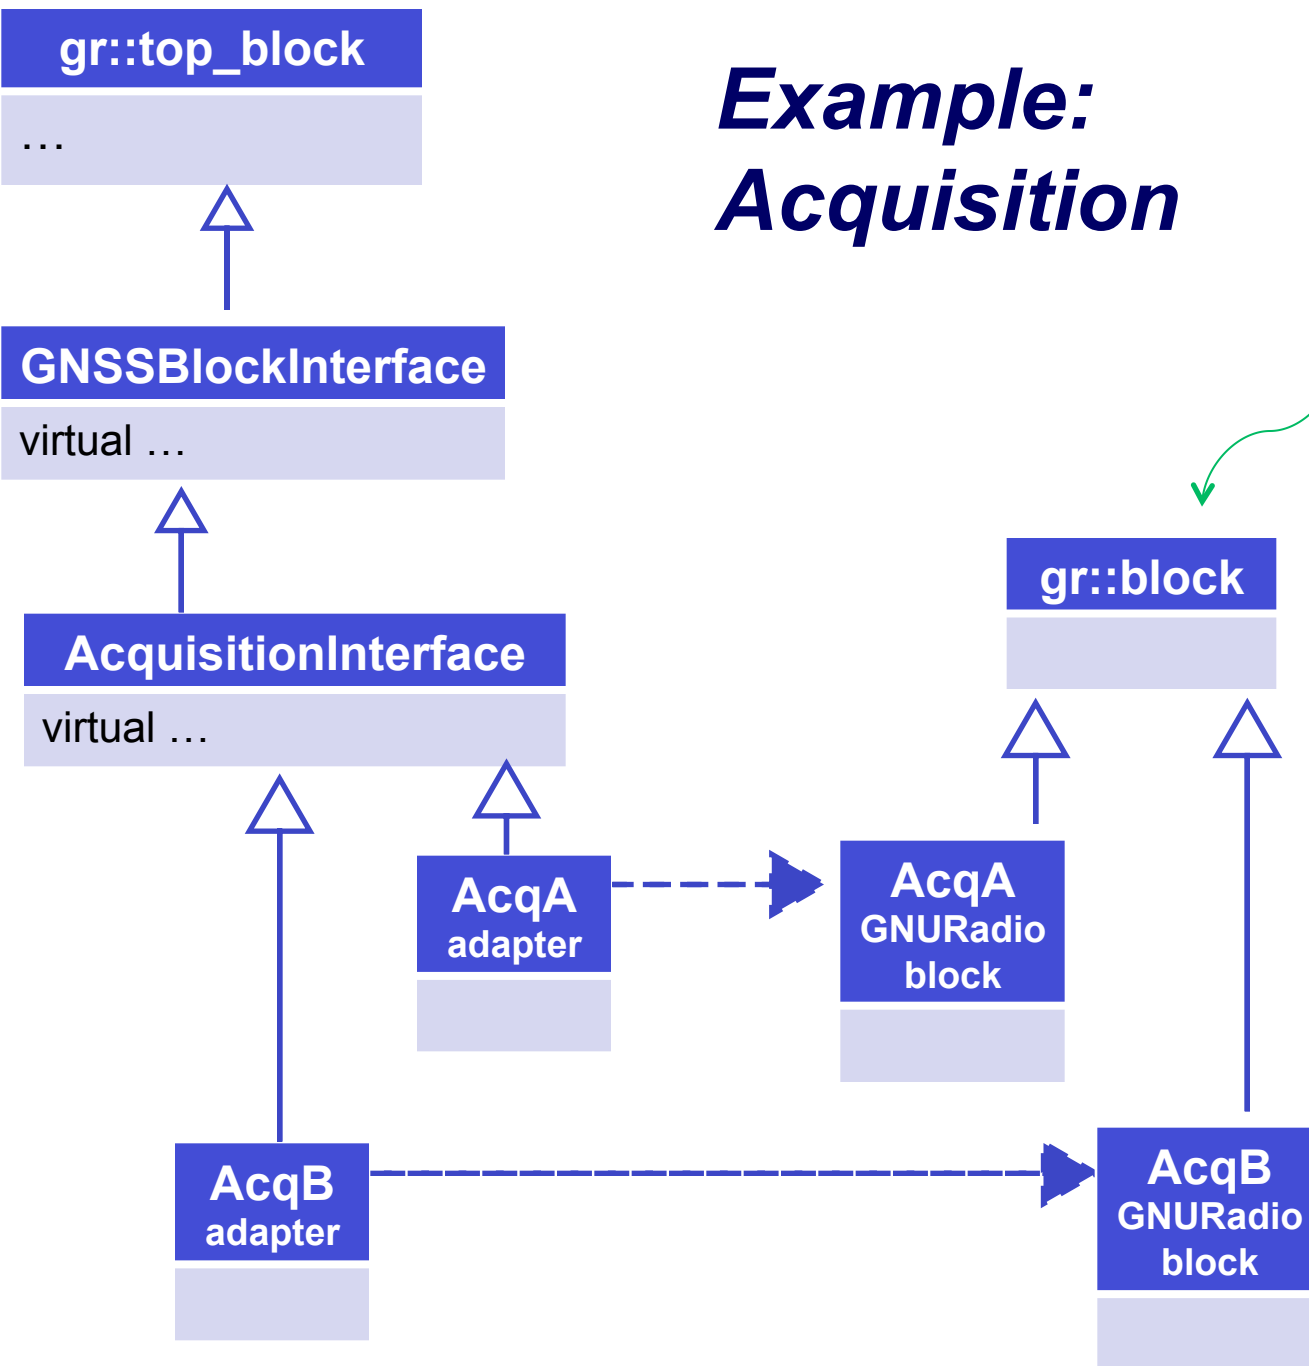 gr::top_block
…
Example:
Acquisition
GNSSBlockInterface
virtual …
gr::block
AcquisitionInterface
virtual …
AcqA
adapter
AcqA
GNURadio
block
AcqB
adapter
AcqB
GNURadio
block